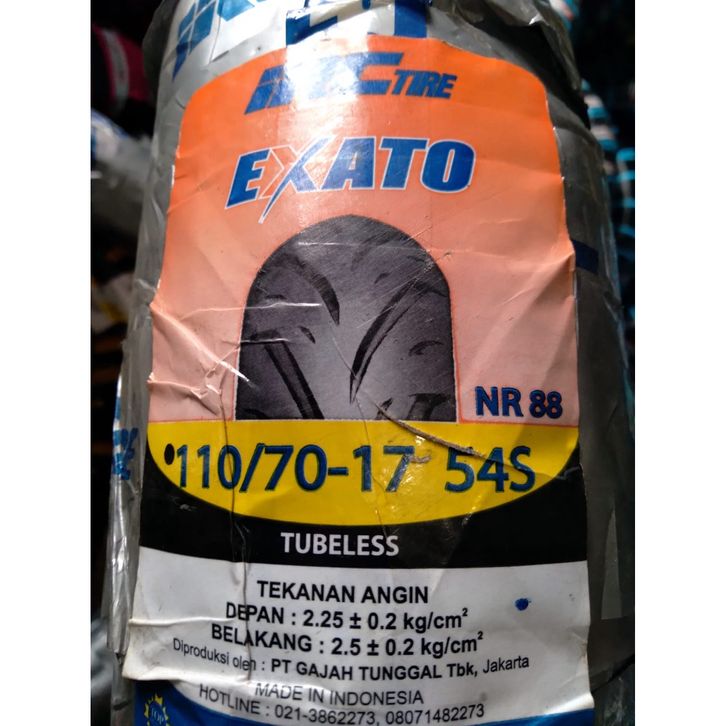 IRC TIRE
EXATO
NR 88
110/70-17 54S
TUBELESS
TEKANAN ANGIN
DEPAN : 2.25 ± 0.2 kg/cm²
BELAKANG : 2.5 ± 0.2 kg/cm²
Diproduksi oleh : PT GAJAH TUNGGAL Tbk, Jakarta
MADE IN INDONESIA
HOTLINE : 021-3862273, 08071482273